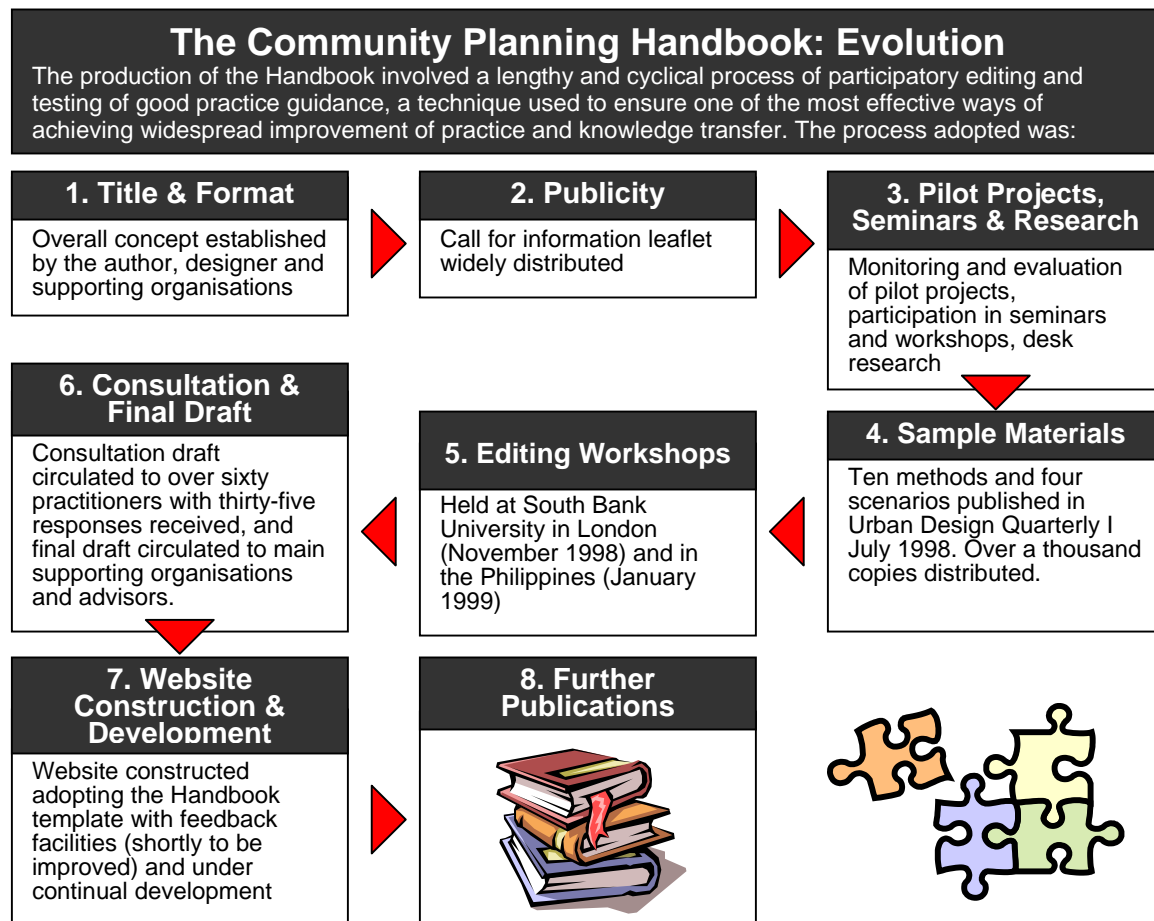 The Community Planning Handbook: Evolution
The production of the Handbook involved a lengthy and cyclical process of participatory editing and
testing of good practice guidance, a technique used to ensure one of the most effective ways of
achieving widespread improvement of practice and knowledge transfer. The process adopted was:
1. Title & Format
Overall concept established
by the author, designer and
supporting organisations
2. Publicity
Call for information leaflet
widely distributed
3. Pilot Projects,
Seminars & Research
Monitoring and evaluation
of pilot projects,
participation in seminars
and workshops, desk
research
4. Sample Materials
Ten methods and four
scenarios published in
Urban Design Quarterly I
July 1998. Over a thousand
copies distributed.
5. Editing Workshops
Held at South Bank
University in London
(November 1998) and in
the Philippines (January
1999)
6. Consultation &
Final Draft
Consultation draft
circulated to over sixty
practitioners with thirty-five
responses received, and
final draft circulated to main
supporting organisations
and advisors.
7. Website
Construction &
Development
Website constructed
adopting the Handbook
template with feedback
facilities (shortly to be
improved) and under
continual development
8. Further
Publications